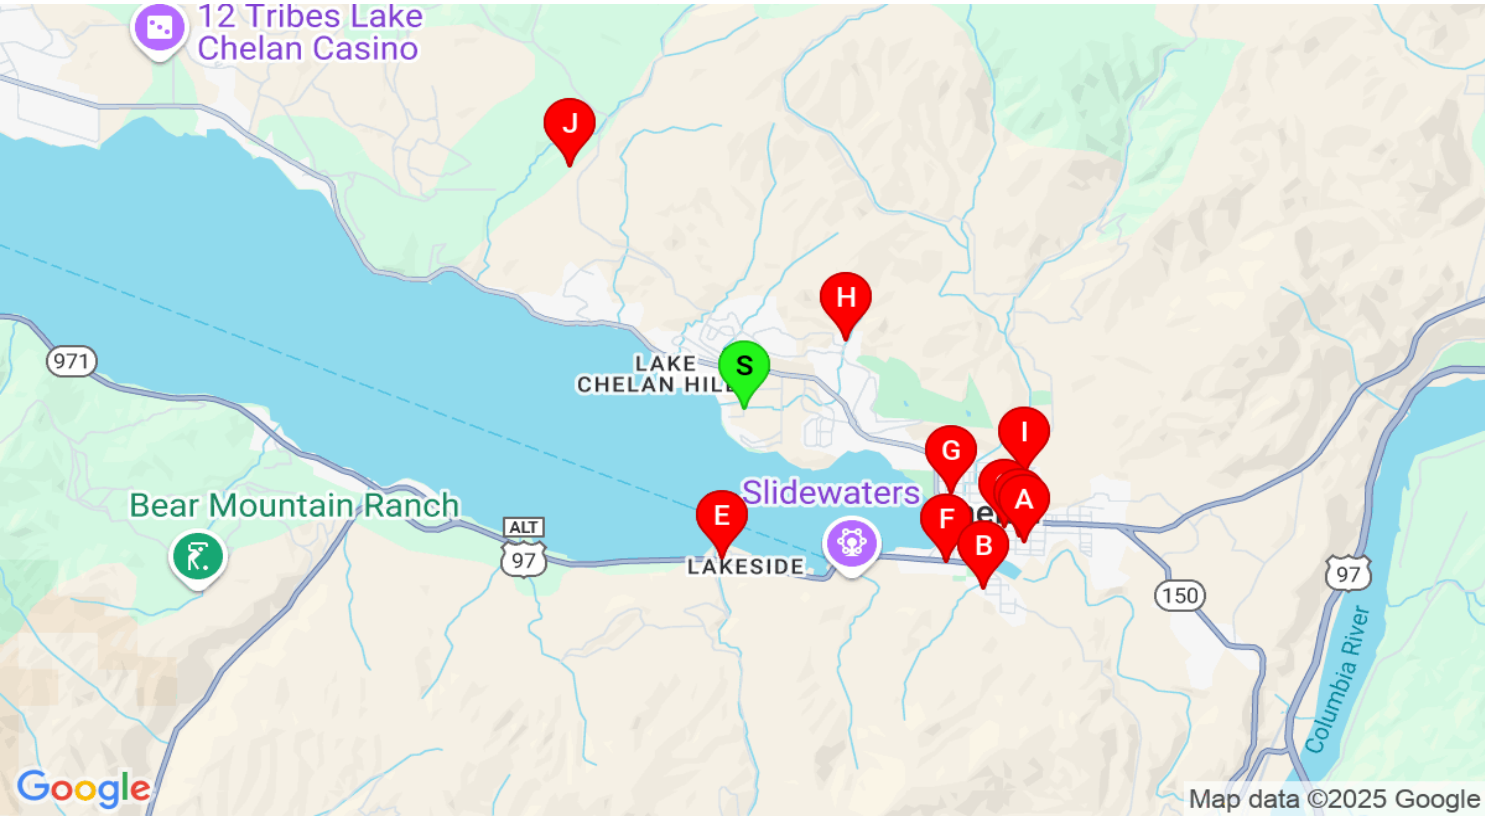 12 Tribes Lake
Chelan Casino
J
H
971
LAKE
CHELAN HIL
S
I
G
Bear Mountain Ranch
Slidewaters
A
E
F
B
ALT
97
LAKESIDE
97
150
Columbia River
Google
Map data ©2025 Google